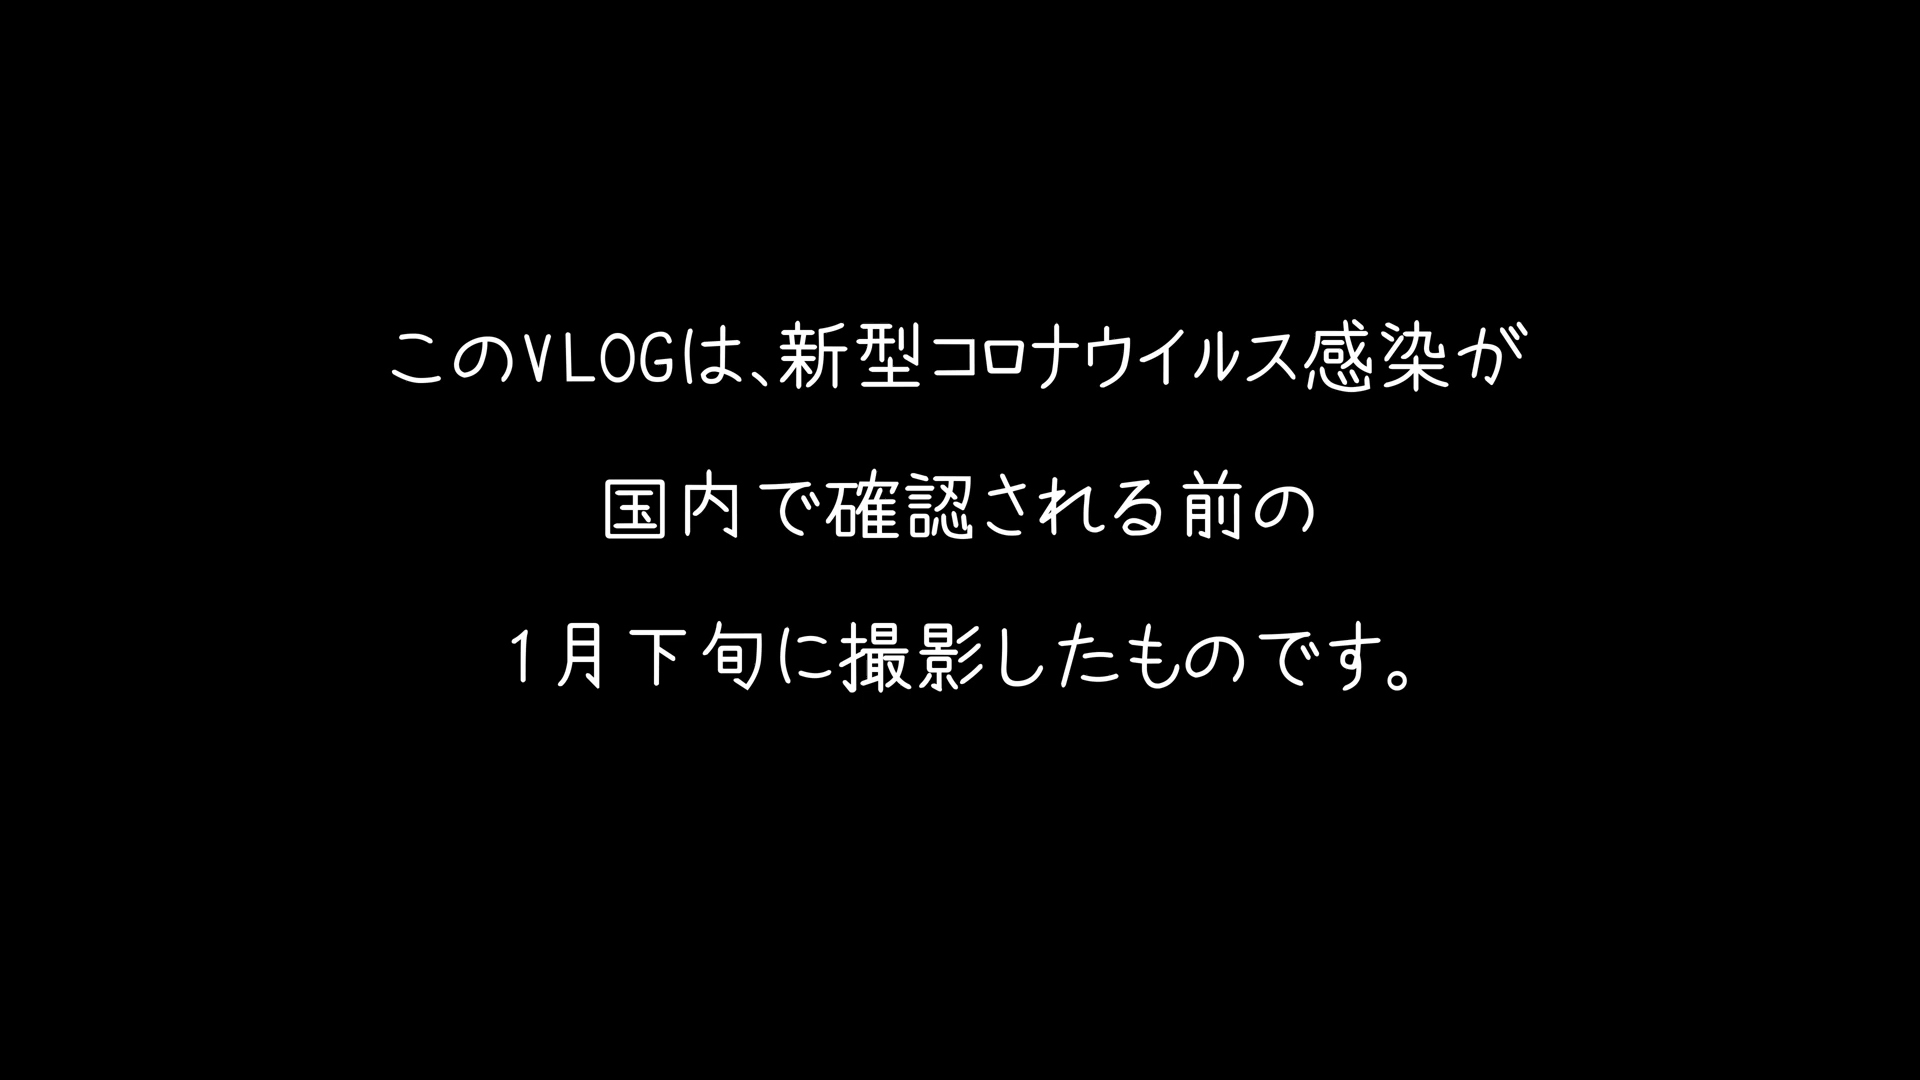 このVLOGは、新型コロナウイルス感染が
国内で確認される前の
1月下旬に撮影したものです。